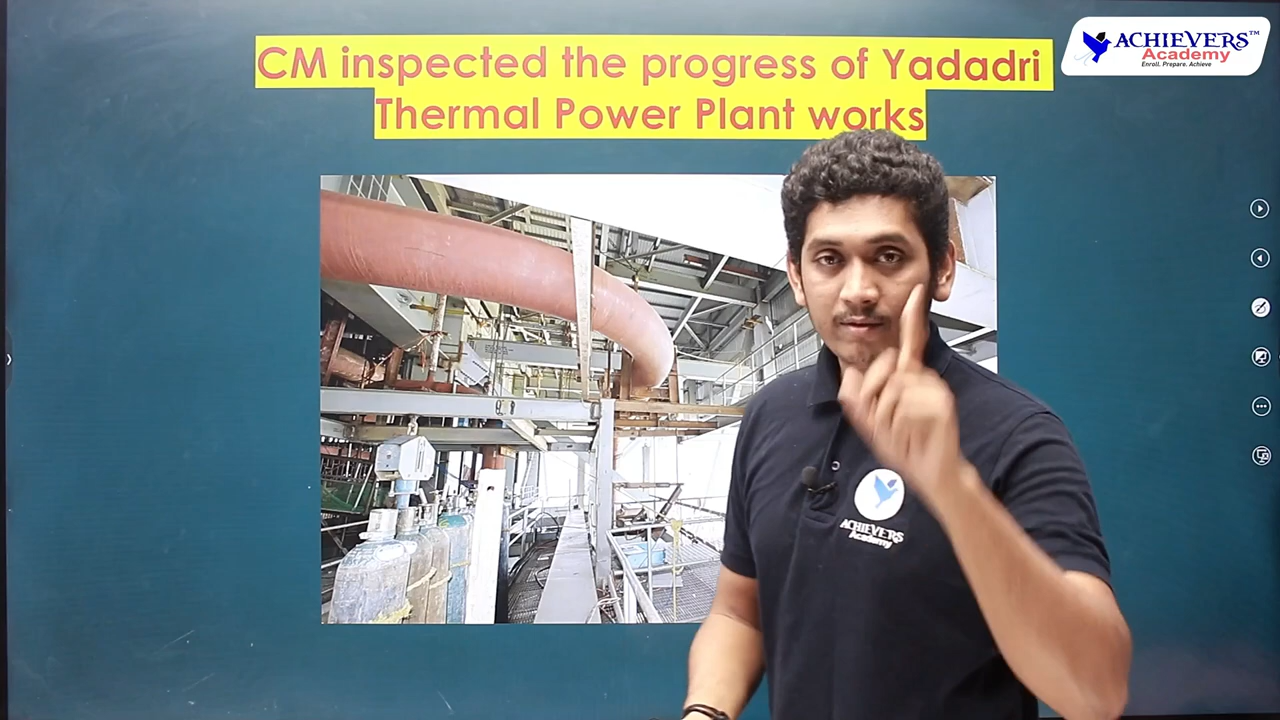 CM inspected the progress of Yadadri
Thermal Power Plant works
ACHIEVERS™
Academy
Enroll. Prepare. Achieve
ACHIEVERS
Academy